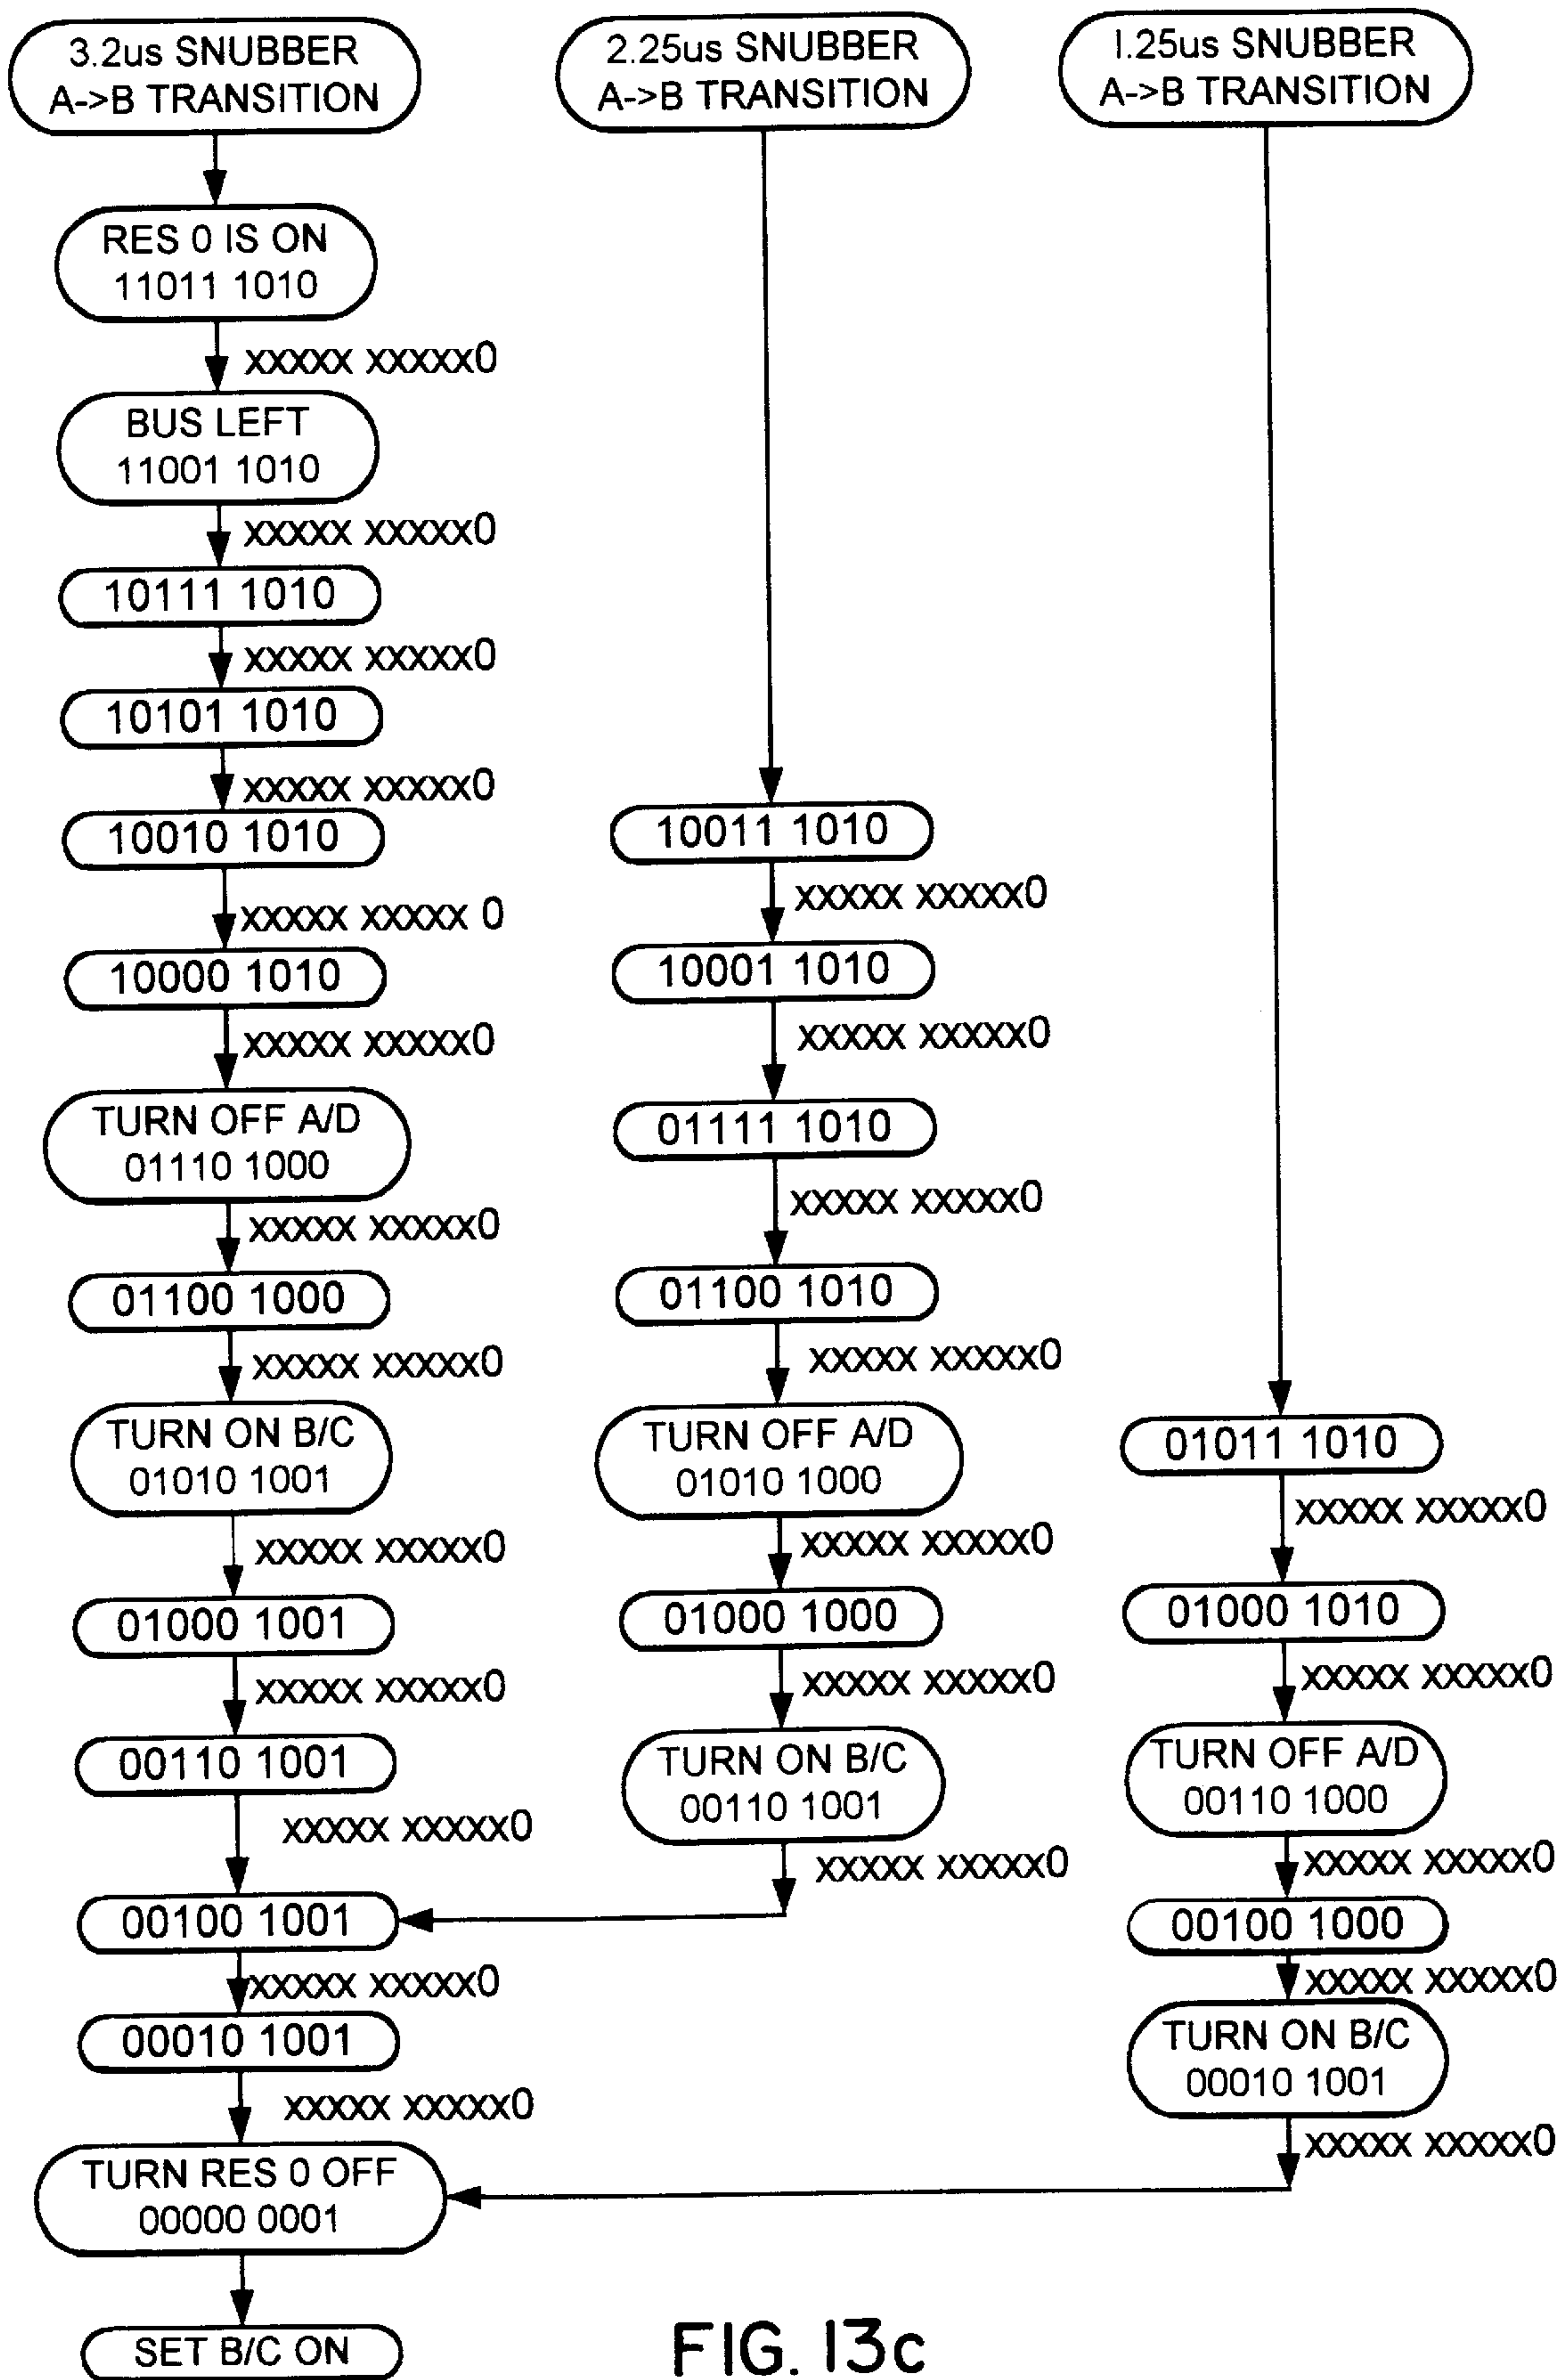 3.2us SNUBBER
A->B TRANSITION
RES 0 IS ON
11011 1010
xxxxx xxxxx0
BUS LEFT
11001 1010
xxxxx xxxxx0
10111 1010
xxxxx xxxxx0
10101 1010
xxxxx xxxxx0
10010 1010
xxxxx xxxxx 0
10000 1010
xxxxx xxxxx0
TURN OFF A/D
01110 1000
xxxxx xxxxx0
01100 1000
xxxxx xxxxx0
TURN ON B/C
01010 1001
xxxxx xxxxx0
01000 1001
xxxxx xxxxx0
00110 1001
xxxxx xxxxx0
00100 1001
xxxxx xxxxx0
00010 1001
xxxxx xxxxx0
TURN RES 0 OFF
00000 0001
SET B/C ON
2.25us SNUBBER
A->B TRANSITION
10011 1010
xxxxx xxxxx0
10001 1010
xxxxx xxxxx0
01111 1010
xxxxx xxxxx0
01100 1010
xxxxx xxxxx0
TURN OFF A/D
01010 1000
xxxxx xxxxx0
01000 1000
xxxxx xxxxx0
TURN ON B/C
00110 1001
xxxxx xxxxx0
1.25us SNUBBER
A->B TRANSITION
01011 1010
xxxxx xxxxx0
01000 1010
xxxxx xxxxx0
TURN OFF A/D
00110 1000
xxxxx xxxxx0
00100 1000
xxxxx xxxxx0
TURN ON B/C
00010 1001
xxxxx xxxxx0
FIG. 13c